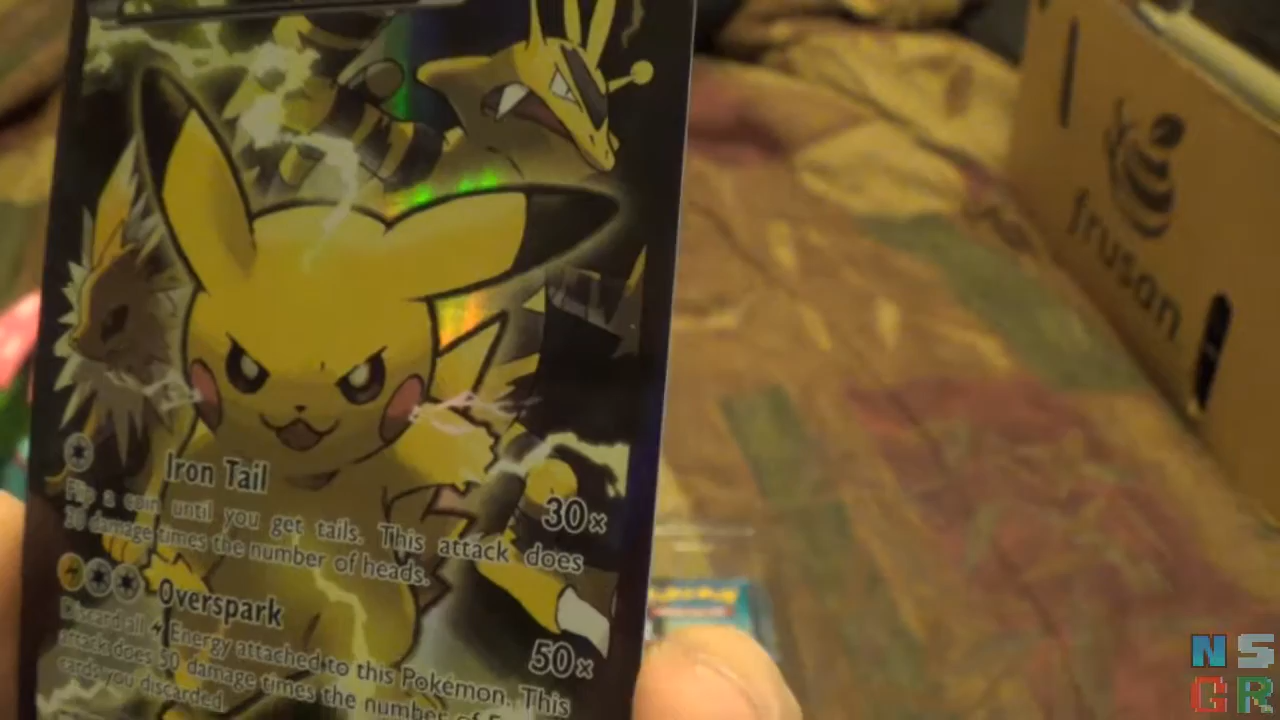 Iron Tail
30×
Flip a coin until you get tails. This attack does
30 damage times the number of heads.
Overspark
50×
Discard all Energy attached to this Pokémon. This
attack does 50 damage times the number of
cards you discarded
frusan
N S
G R